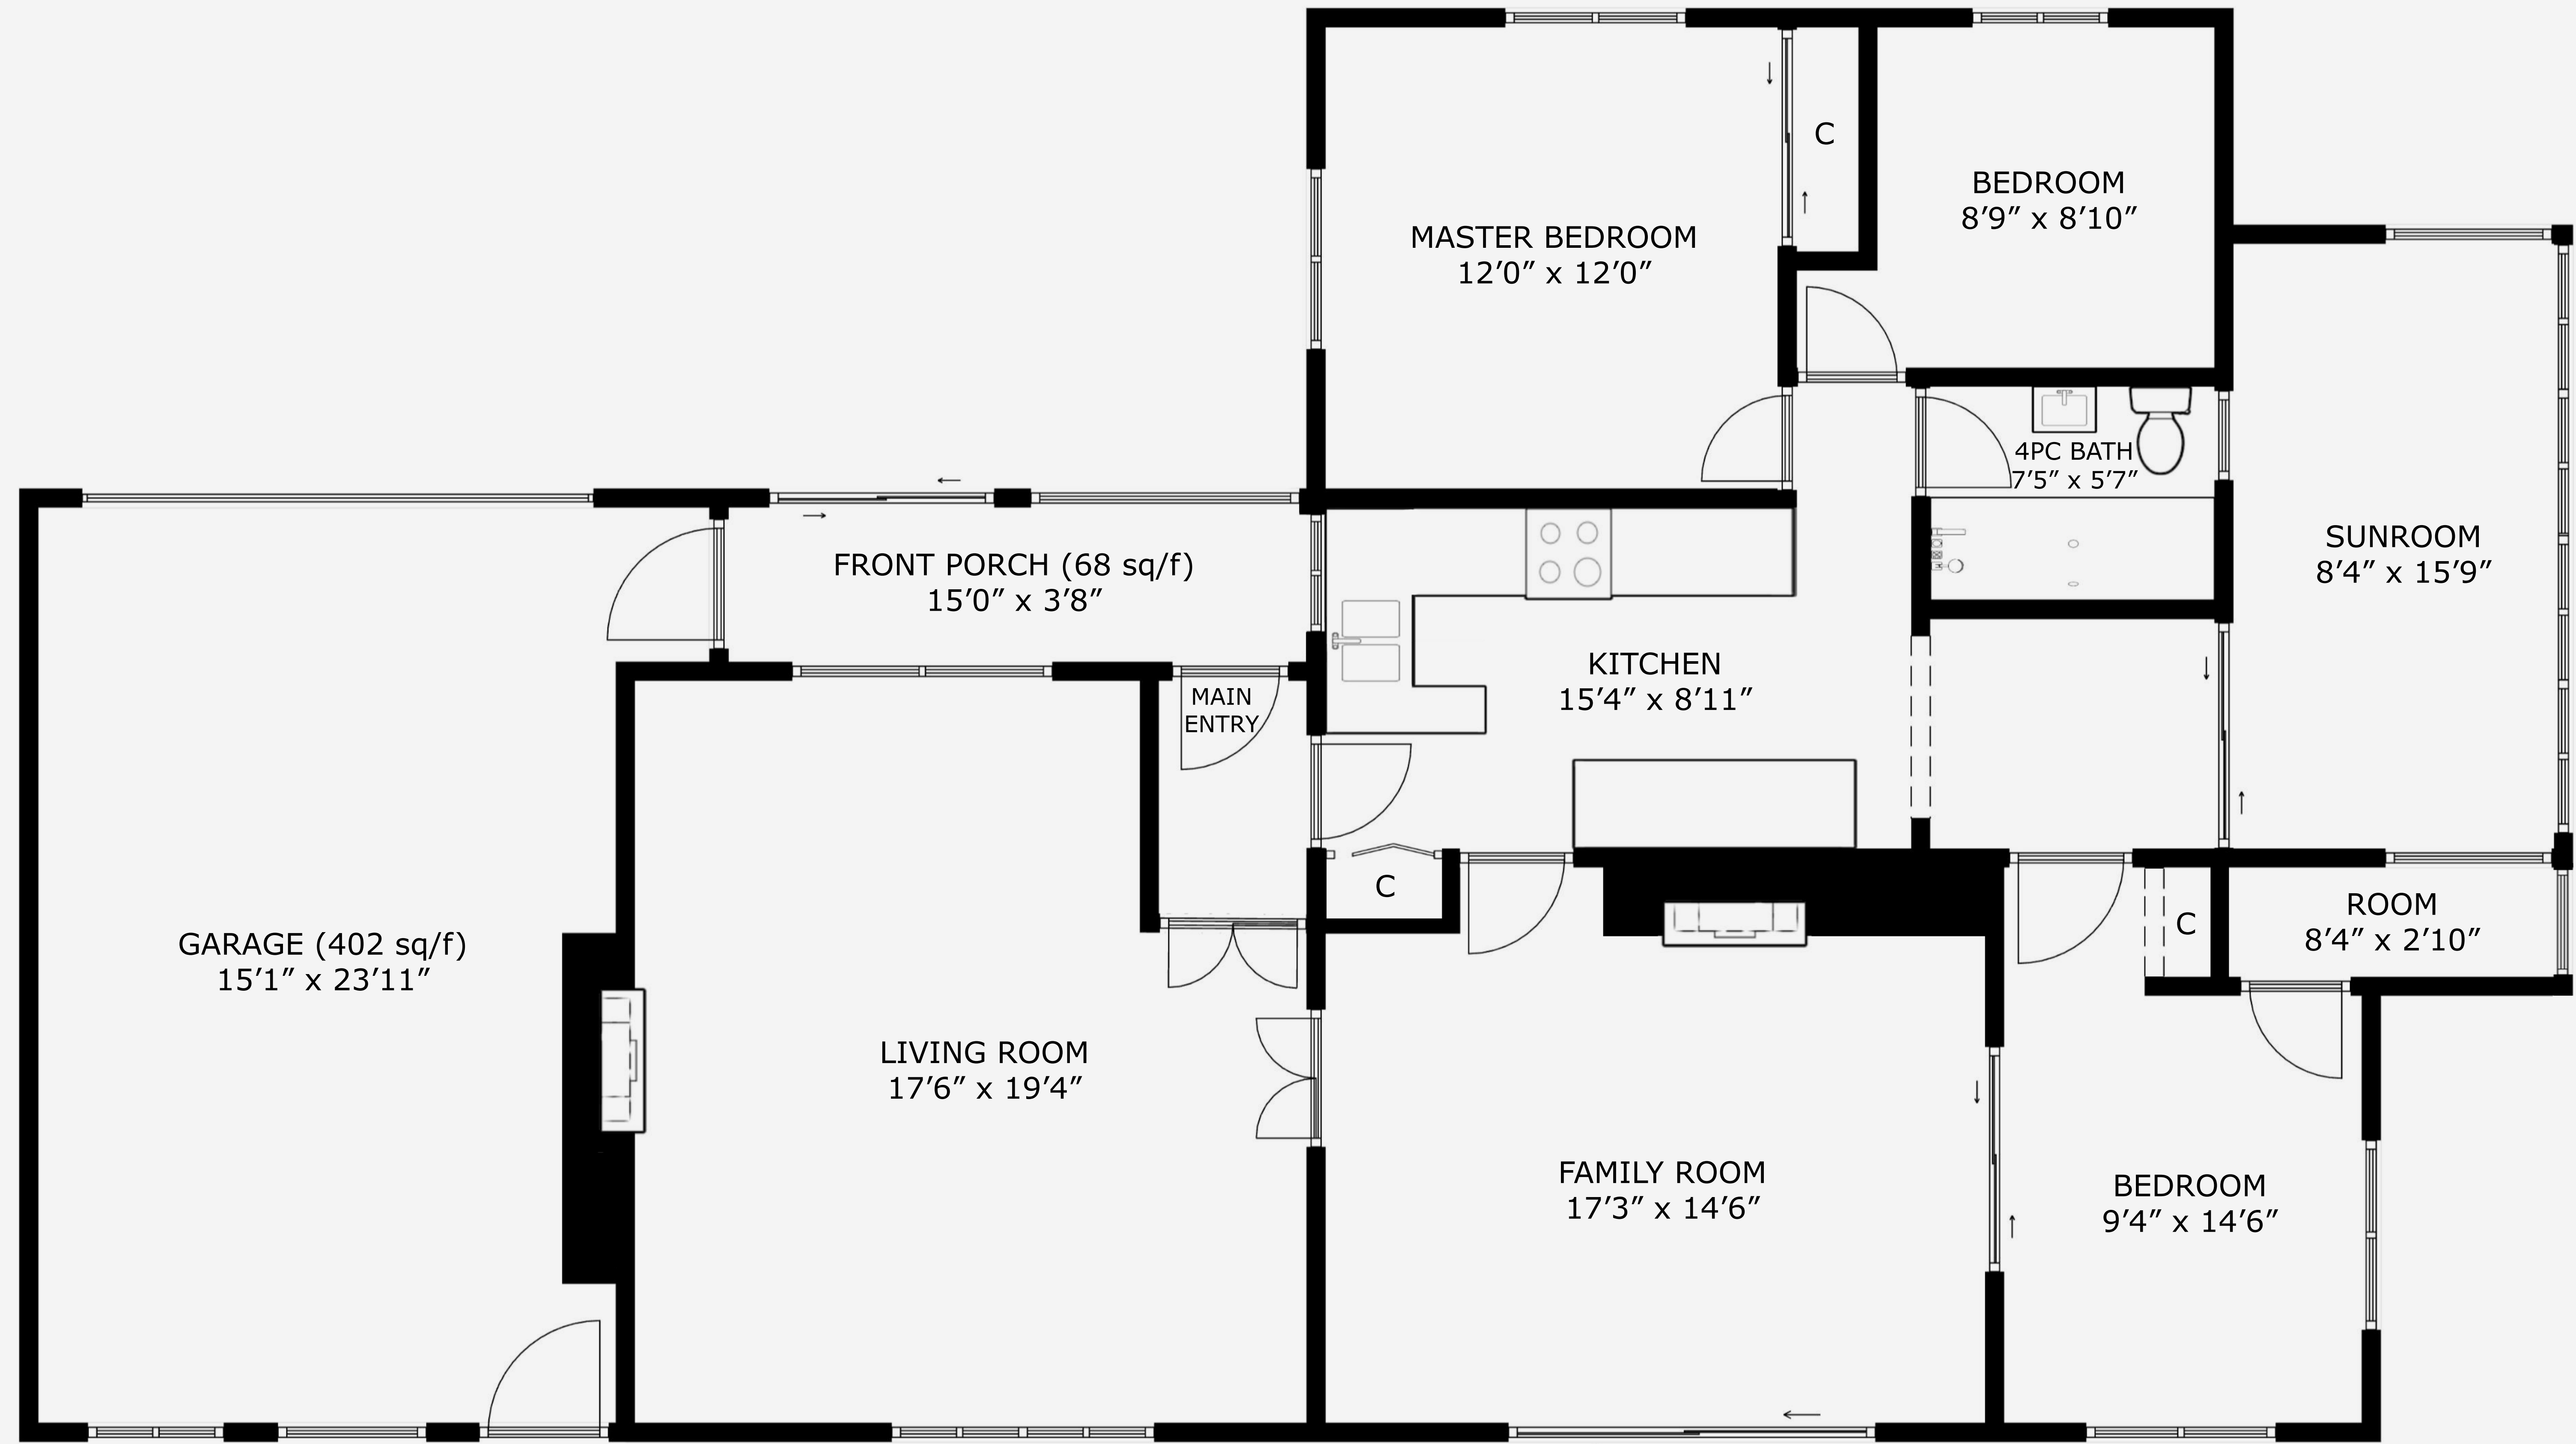 C
BEDROOM
8’9” x 8’10”
MASTER BEDROOM
12’0” x 12’0”
4PC BATH
7’5” x 5’7”
SUNROOM
8’4” x 15’9”
FRONT PORCH (68 sq/f)
15’0” x 3’8”
KITCHEN
15’4” x 8’11”
MAIN
ENTRY
C
C
ROOM
8’4” x 2’10”
GARAGE (402 sq/f)
15’1” x 23’11”
LIVING ROOM
17’6” x 19’4”
FAMILY ROOM
17’3” x 14’6”
BEDROOM
9’4” x 14’6”